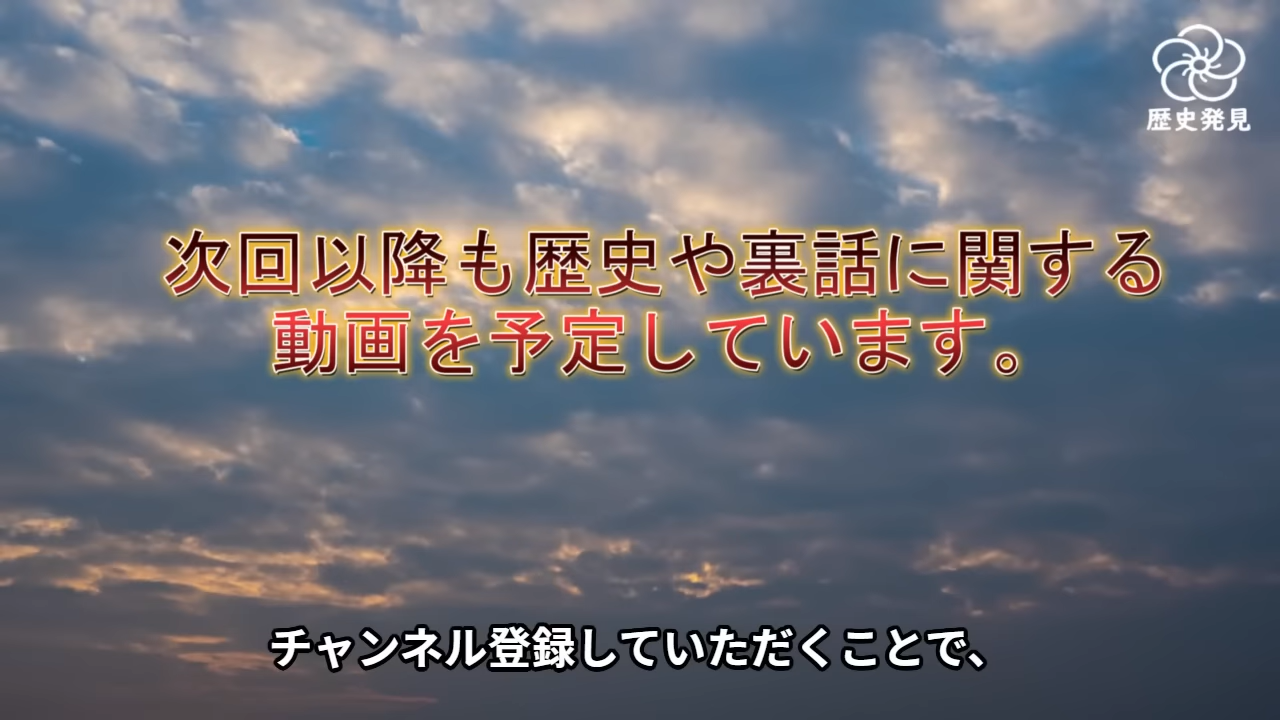 歴史発見
次回以降も歴史や裏話に関する
動画を予定しています。
チャンネル登録していただくことで、